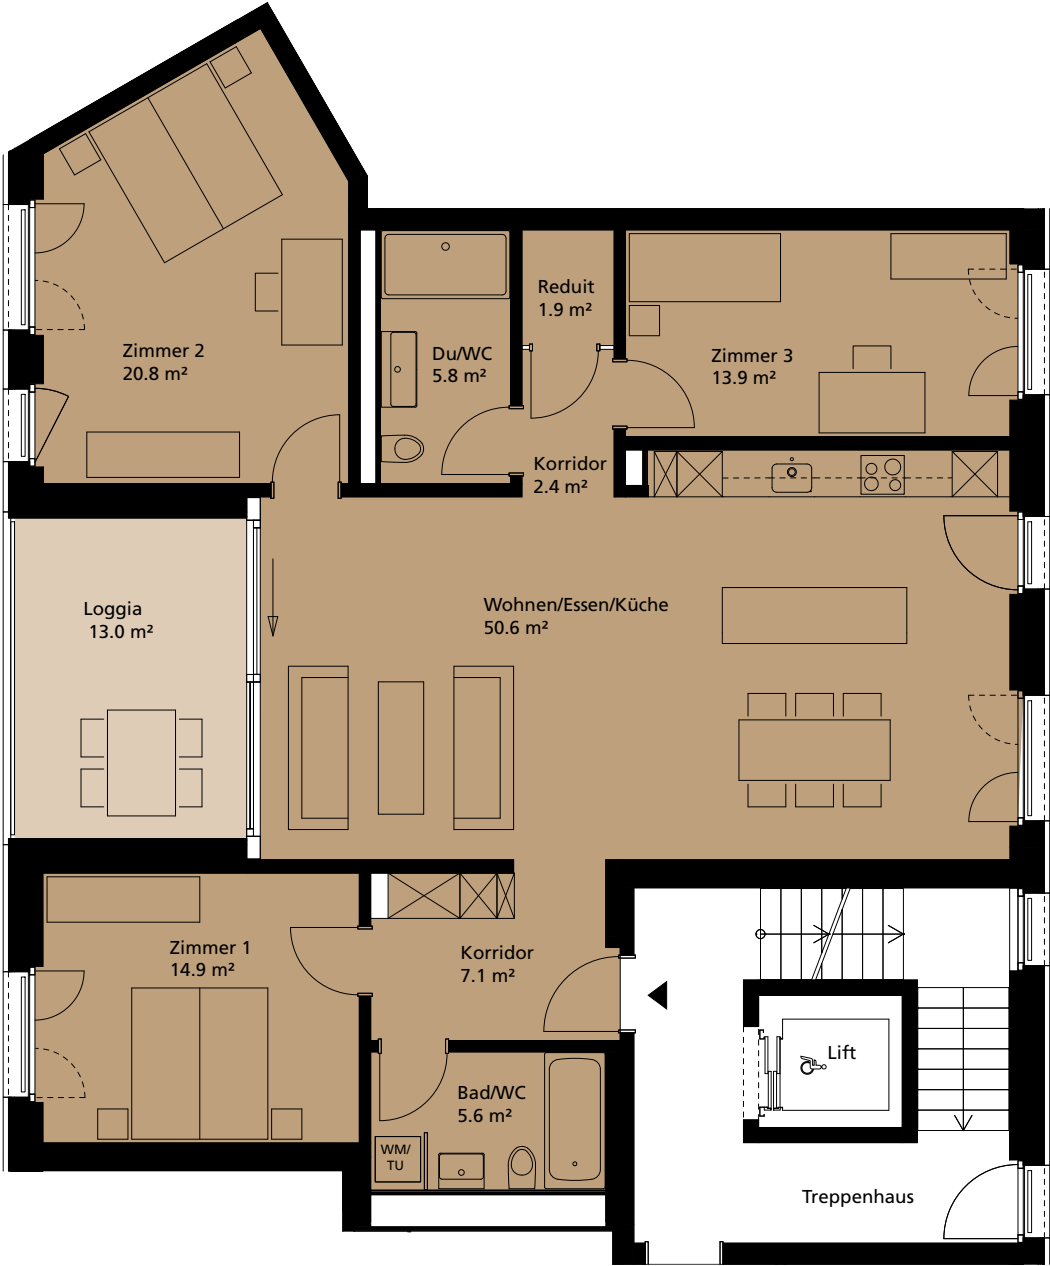 Reduit
1.9 m²
Zimmer 2
20.8 m²
Du/WC
5.8 m²
Zimmer 3
13.9 m²
Korridor
2.4 m²
Loggia
13.0 m²
Wohnen/Essen/Küche
50.6 m²
Zimmer 1
14.9 m²
Korridor
7.1 m²
Lift
Bad/WC
5.6 m²
WM/
TU
Treppenhaus